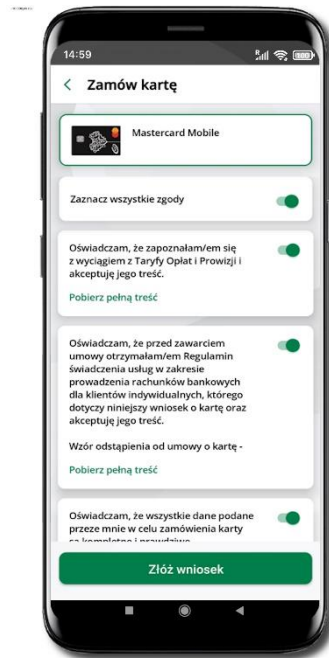 14:59
Zamów kartę
Mastercard Mobile
Zaznacz wszystkie zgody
Oświadczam, że zapoznałam/em się
z wyciągiem z Taryfy Opłat i Prowizji i
akceptuję jego treść.
Pobierz pełną treść
Oświadczam, że przed zawarciem
umowy otrzymałam/em Regulamin
świadczenia usług w zakresie
prowadzenia rachunków bankowych
dla klientów indywidualnych, którego
dotyczy niniejszy wniosek o kartę oraz
akceptuję jego treść.
Wzór odstąpienia od umowy o kartę -
Pobierz pełną treść
Oświadczam, że wszystkie dane podane
przeze mnie w celu zamówienia karty
są kompletne i prawdziwe
Złóż wniosek